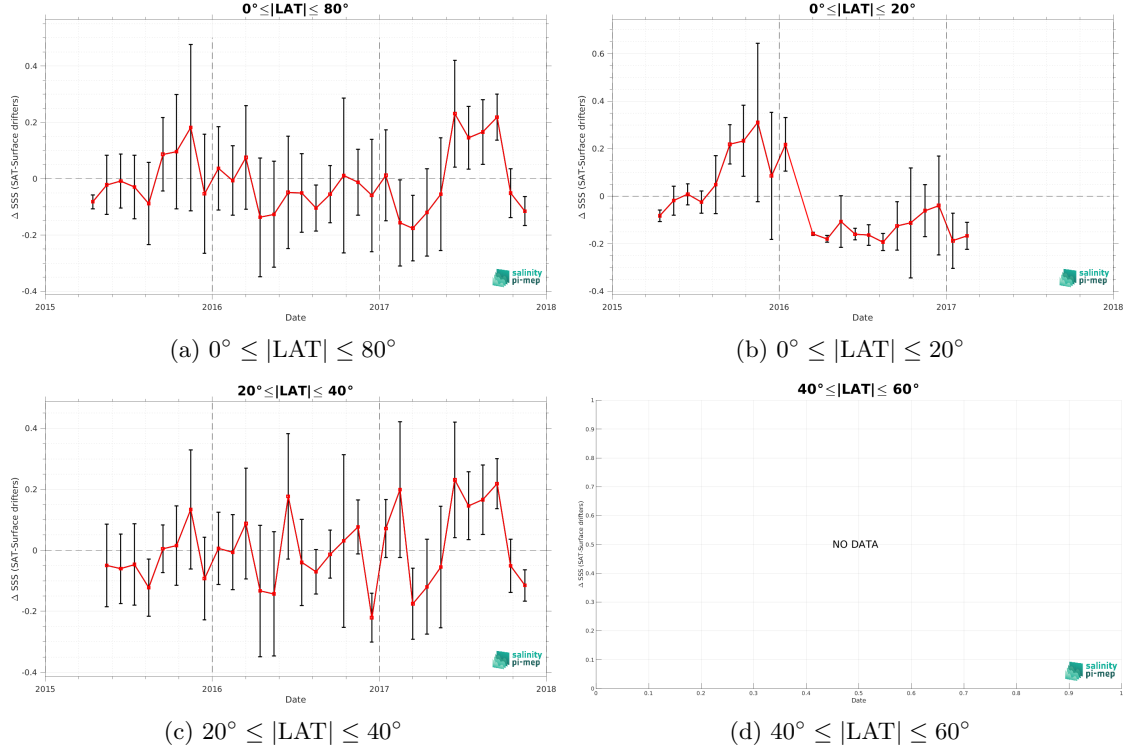 0°≤|LAT|≤ 80°
Δ SSS (SAT-Surface drifters)
0.2
0
-0.2
-0.4
2015
2016
2017
2018
Date
salinity
pi-mep
(a) 0° ≤ |LAT| ≤ 80°
0°≤|LAT|≤ 20°
Δ SSS (SAT-Surface drifters)
0.6
0.4
0.2
0
-0.2
-0.4
2015
2016
2017
2018
Date
salinity
pi-mep
(b) 0° ≤ |LAT| ≤ 20°
20°≤|LAT|≤ 40°
Δ SSS (SAT-Surface drifters)
0.4
0.2
0
-0.2
-0.4
2015
2016
2017
2018
Date
salinity
pi-mep
(c) 20° ≤ |LAT| ≤ 40°
40°≤|LAT|≤ 60°
Δ SSS (SAT-Surface drifters)
1
0.9
0.8
0.7
0.6
0.5
0.4
0.3
0.2
0.1
0
NO DATA
0
0.1
0.2
0.3
0.4
0.5
0.6
0.7
0.8
0.9
1
Date
salinity
pi-mep
(d) 40° ≤ |LAT| ≤ 60°